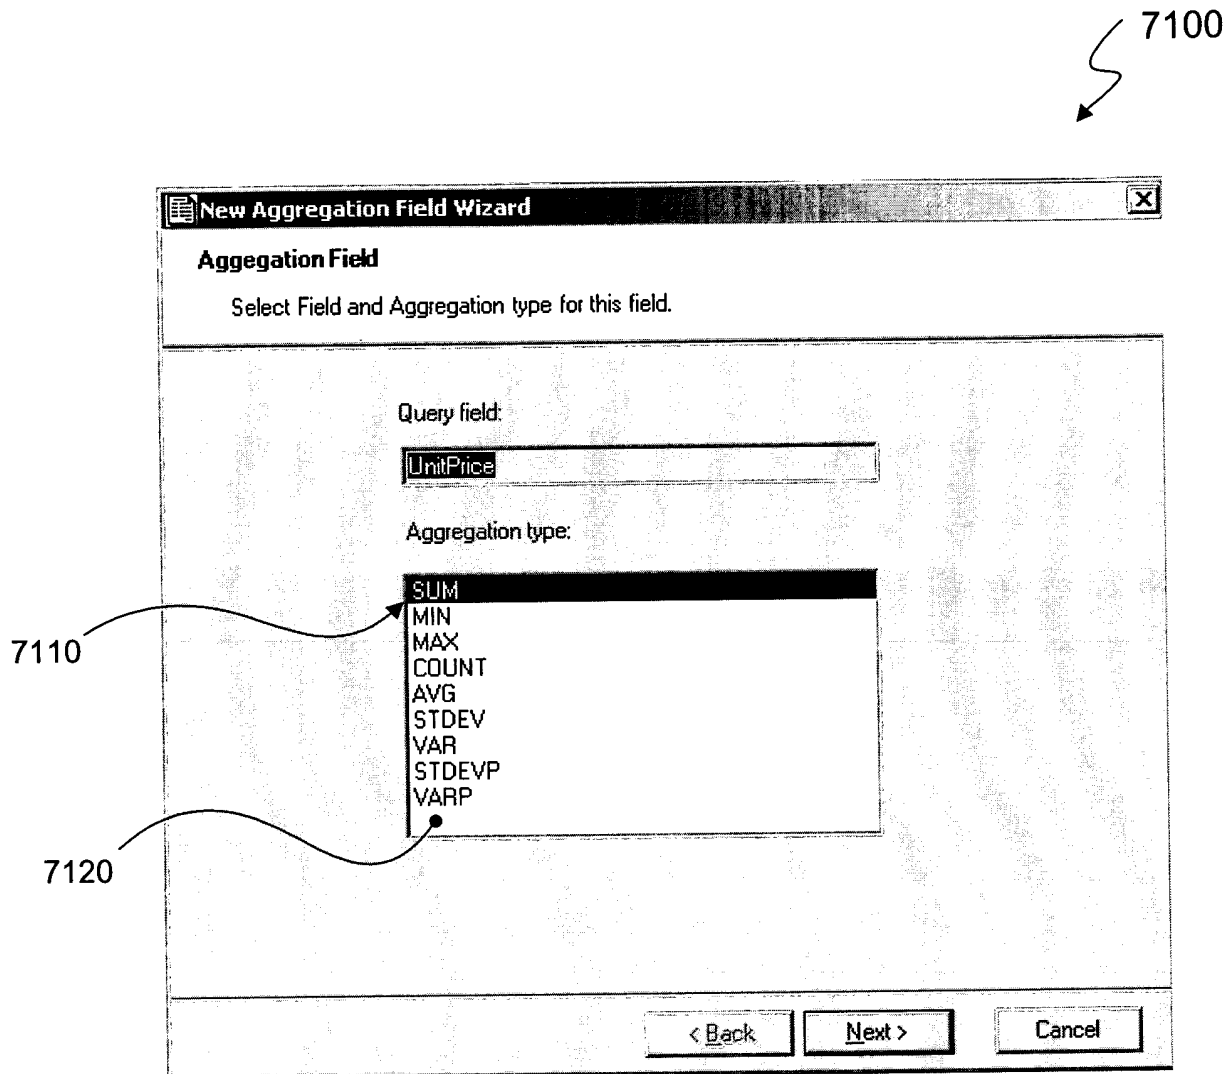 7100
New Aggregation Field Wizard
Aggegation Field
Select Field and Aggregation type for this field.
Query field:
UnitPrice
Aggregation type:
SUM
MIN
MAX
COUNT
AVG
STDEV
VAR
STDEVP
VARP
7110
7120
< Back
Next >
Cancel